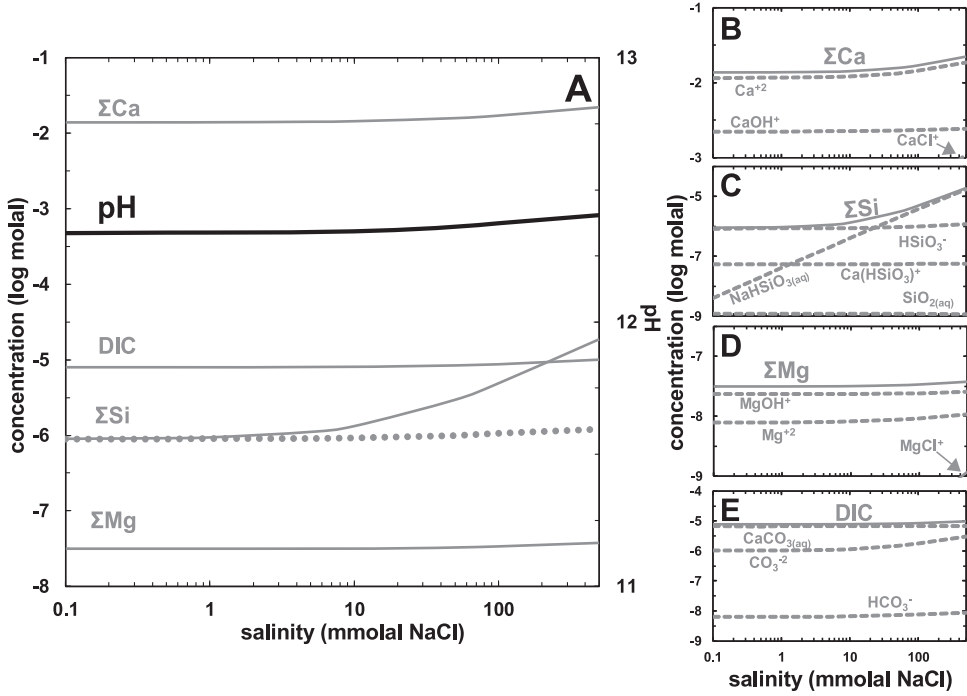 A
-1
-2
-3
-4
-5
-6
-7
-8
13
12
11
0.1
1
10
100
concentration (log molal)
pH
salinity (mmolal NaCl)
ΣCa
pH
DIC
ΣSi
ΣMg
B
-1
-2
-3
ΣCa
Ca+2
CaOH+
CaCl+
C
-5
-7
-9
ΣSi
HSiO3-
Ca(HSiO3)+
NaHSiO3(aq)
SiO2(aq)
concentration (log molal)
D
-7
-8
-9
ΣMg
MgOH+
Mg+2
MgCl+
E
-4
-5
-6
-7
-8
-9
DIC
CaCO3(aq)
CO3-2
HCO3-
0.1
1
10
100
salinity (mmolal NaCl)